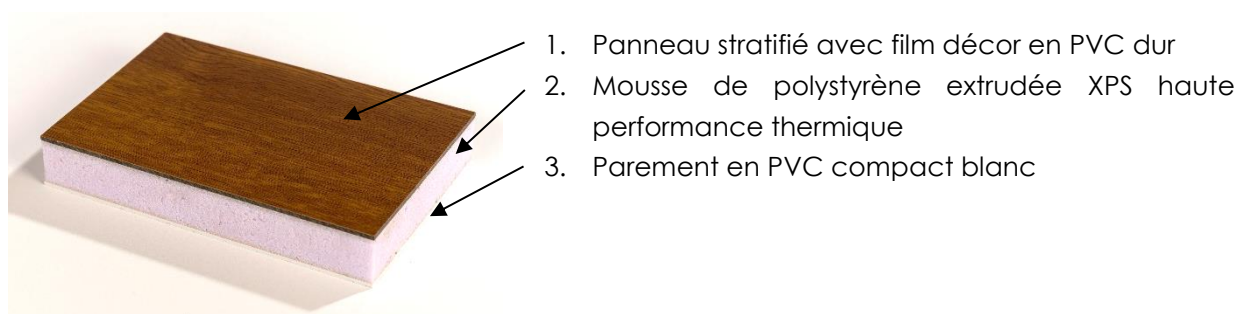 1. Panneau stratifié avec film décor en PVC dur
2. Mousse de polystyrène extrudée XPS haute
performance thermique
3. Parement en PVC compact blanc